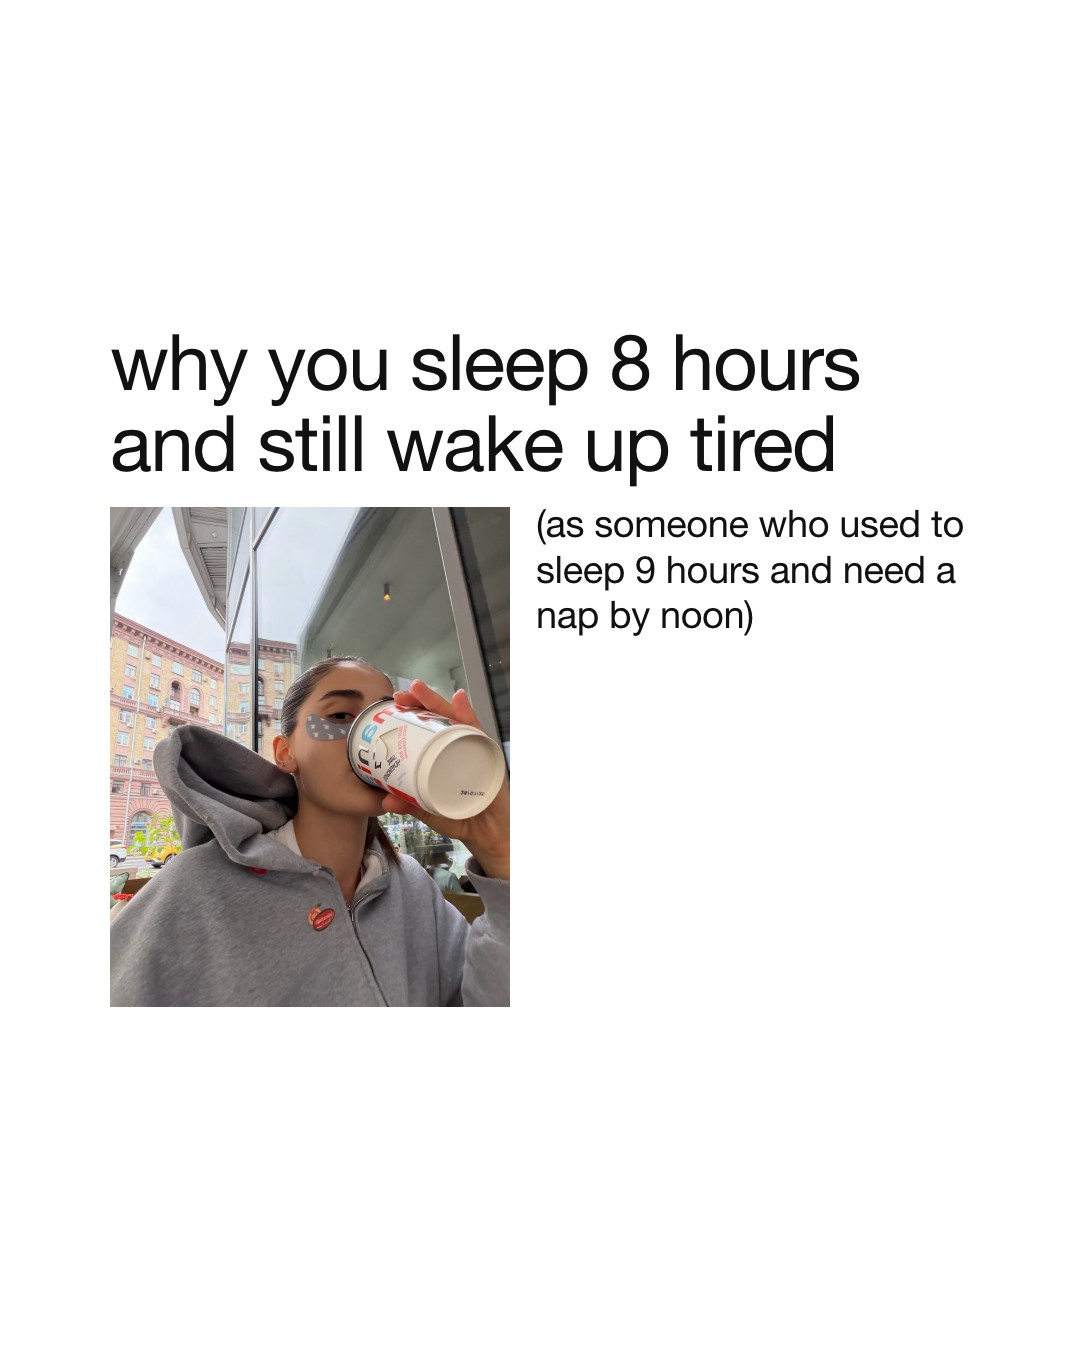 why you sleep 8 hours
and still wake up tired
(as someone who used to
sleep 9 hours and need a
nap by noon)